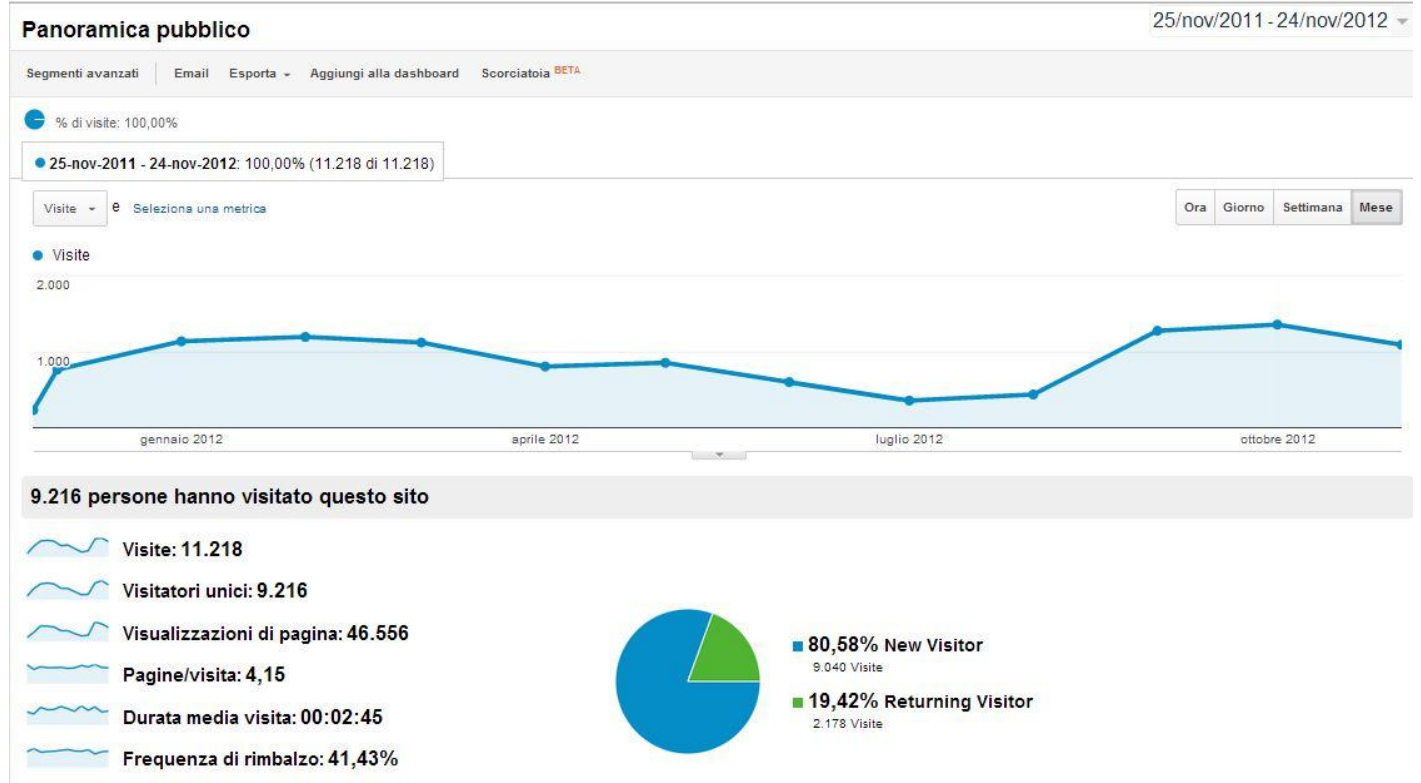 Panoramica pubblico
25/nov/2011 - 24/nov/2012
Segmenti avanzati Email Esporta Aggiungi alla dashboard Scorciatoia BETA
% di visite: 100,00%
25-nov-2011 - 24-nov-2012: 100,00% (11.218 di 11.218)
Visite e Seleziona una metrica
Ora Giorno Settimana Mese
Visite
2.000
1.000
gennaio 2012 aprile 2012 luglio 2012 ottobre 2012
9.216 persone hanno visitato questo sito
Visite: 11.218
Visitatori unici: 9.216
Visualizzazioni di pagina: 46.556
Pagine/visita: 4,15
Durata media visita: 00:02:45
Frequenza di rimbalzo: 41,43%
80,58% New Visitor
9.040 Visite
19,42% Returning Visitor
2.178 Visite